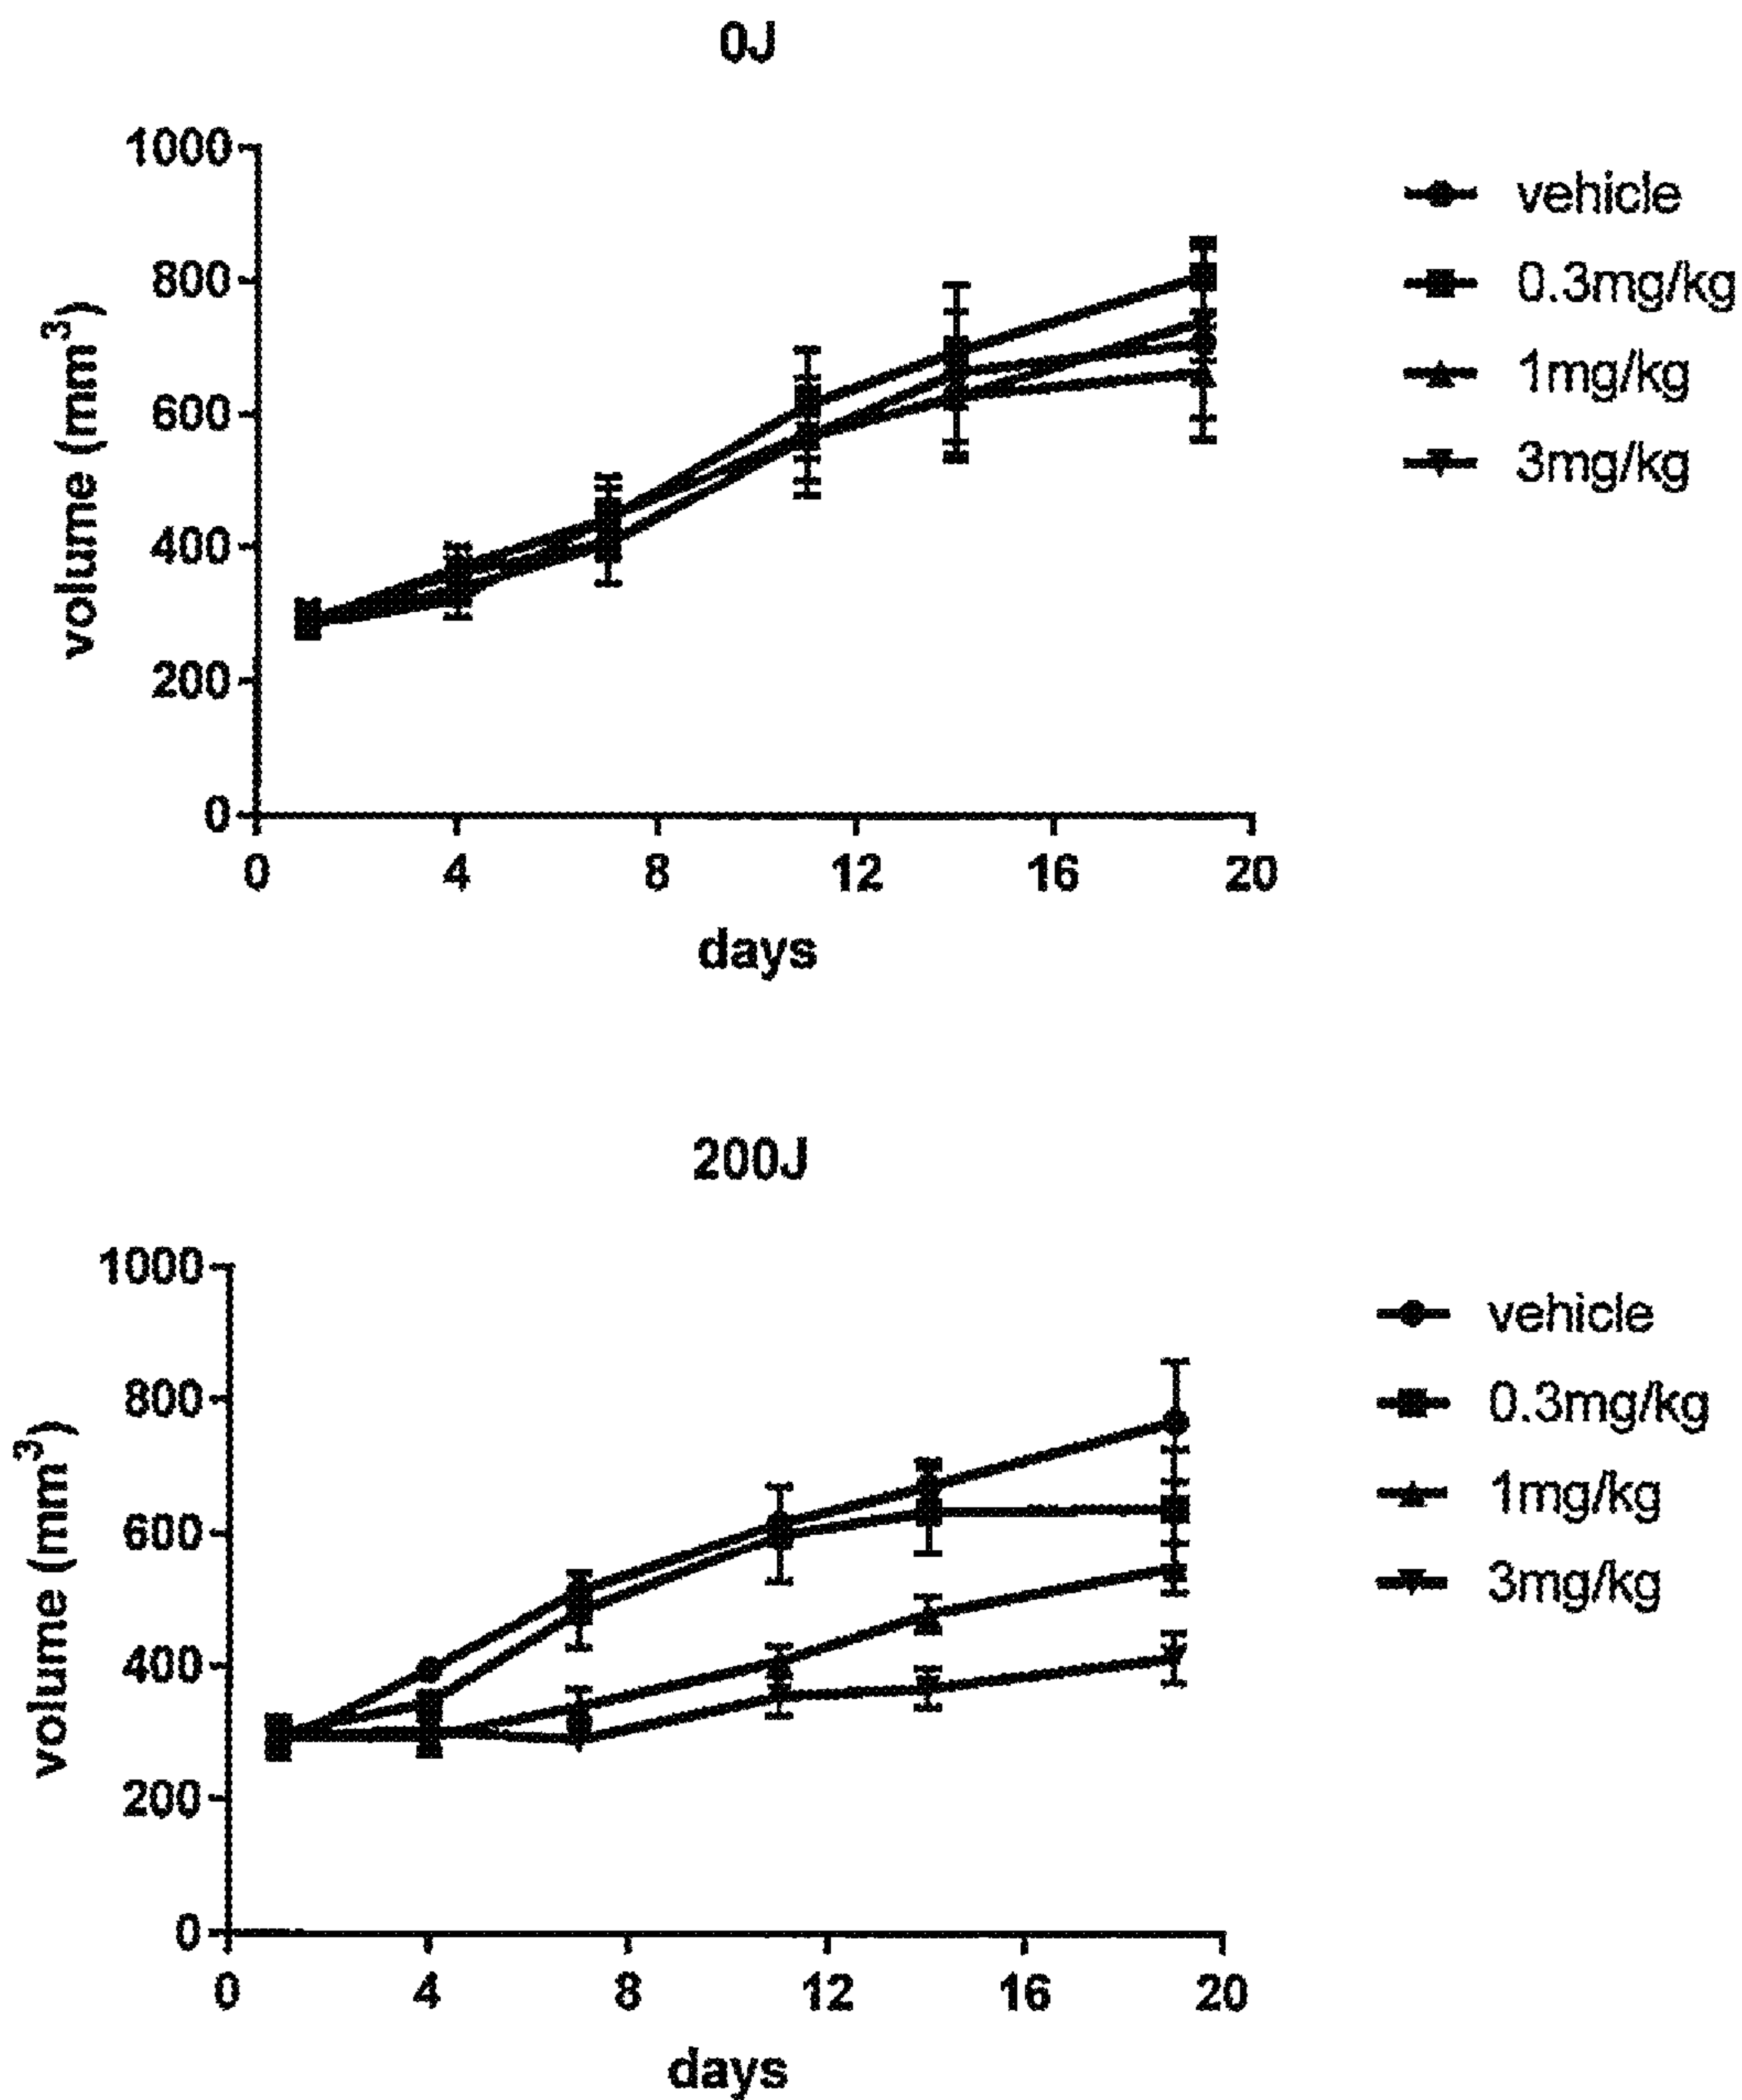 0J
1000
800
600
400
200
0
volume (mm³)
0 4 8 12 16 20
days
vehicle
0.3mg/kg
1mg/kg
3mg/kg
200J
1000
800
600
400
200
0
volume (mm³)
0 4 8 12 16 20
days
vehicle
0.3mg/kg
1mg/kg
3mg/kg